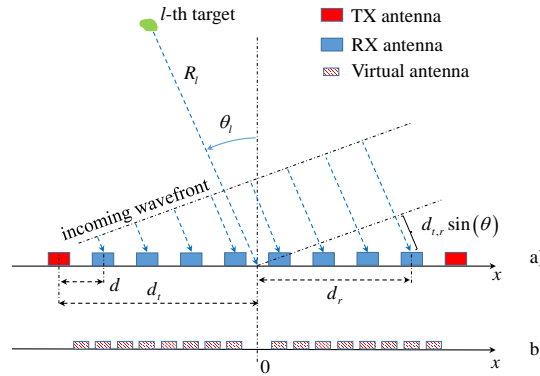 l-th target
TX antenna
RX antenna
Virtual antenna
R_l
θ_l
incoming wavefront
d_{t,r} sin(θ)
a)
d
d_t
d_r
x
b
0
x